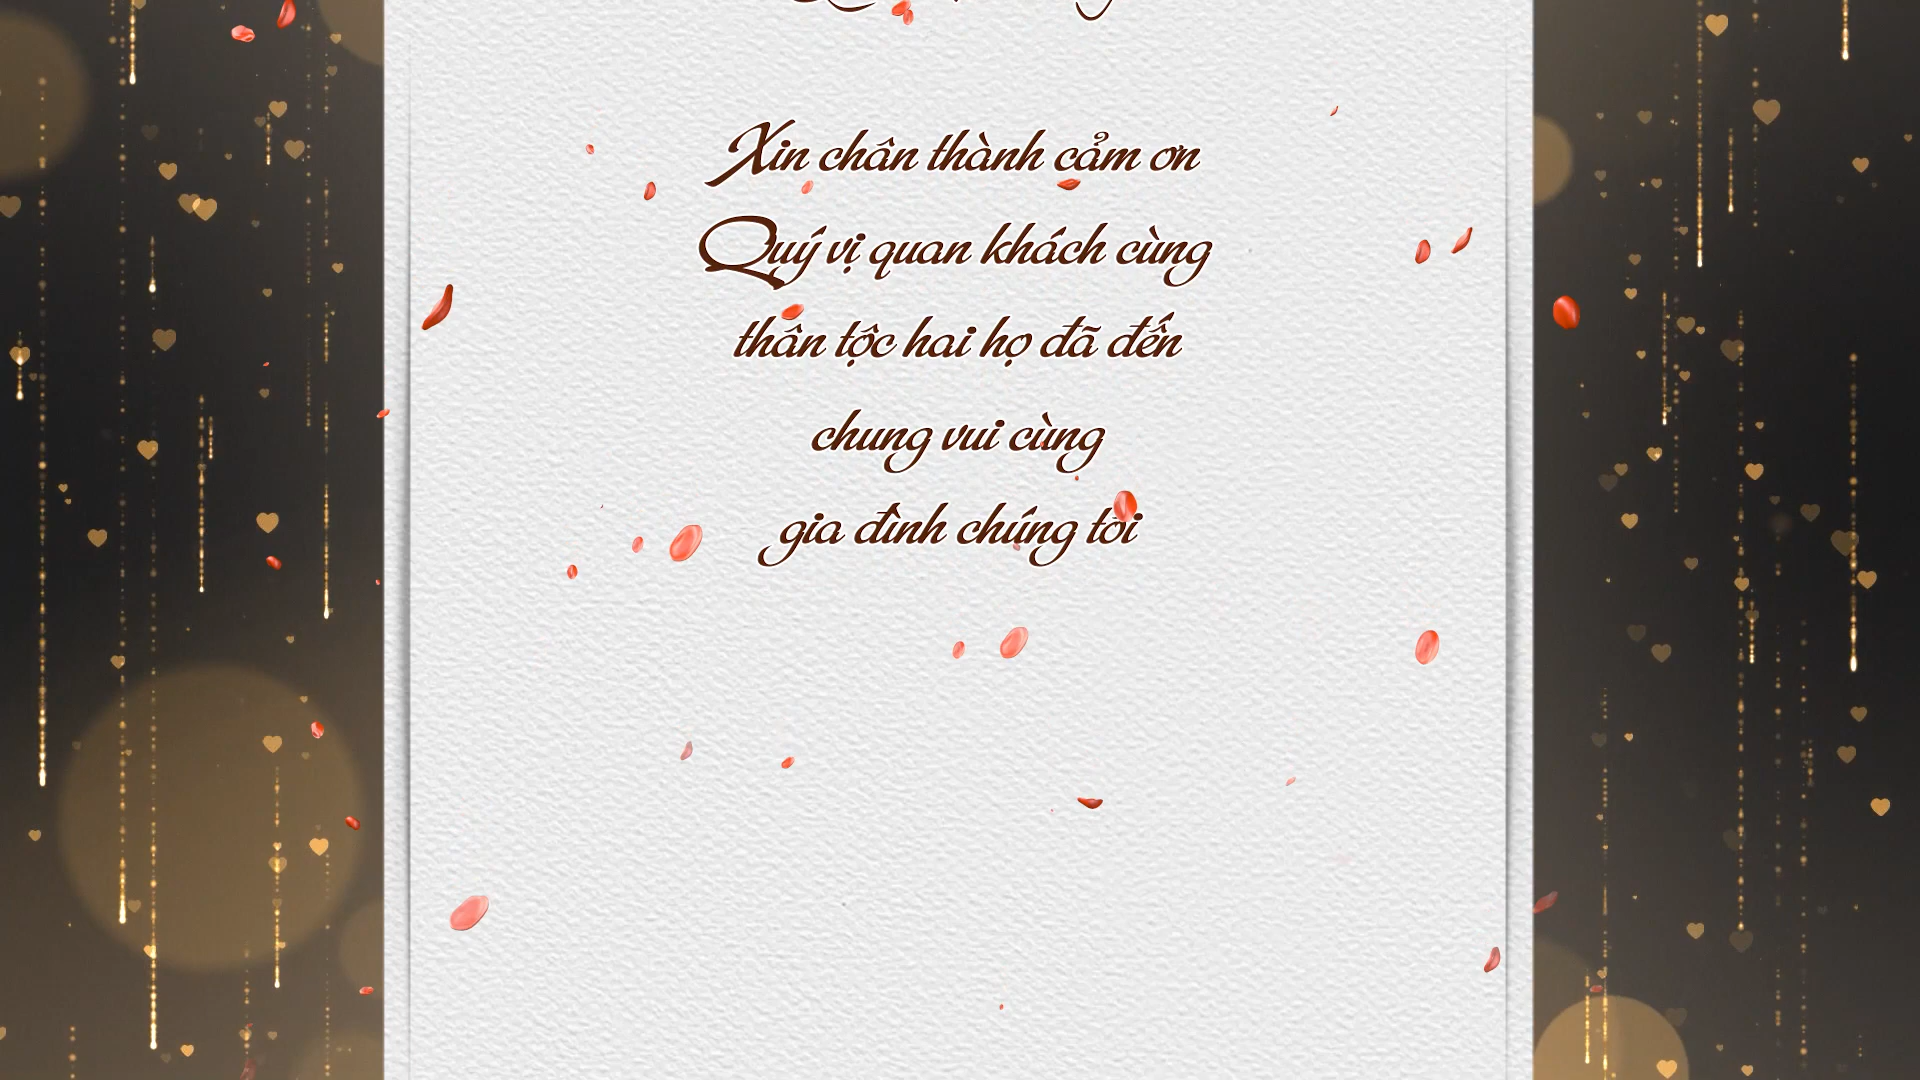 Xin chân thành cảm ơn
Quý vị quan khách cùng
thân tộc hai họ đã đến
chung vui cùng
gia đình chúng tôi